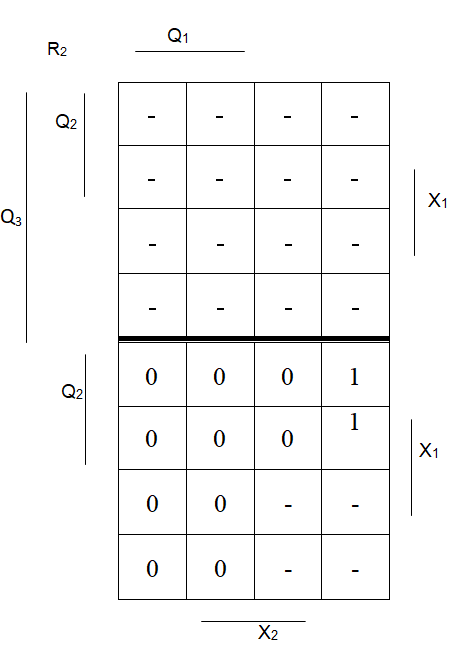 R2 Q1
Q2 - - - -
- - - - X1
Q3 - - - -
- - - -
Q2 0 0 0 1
0 0 0 1
0 0 - - X1
0 0 - -
X2